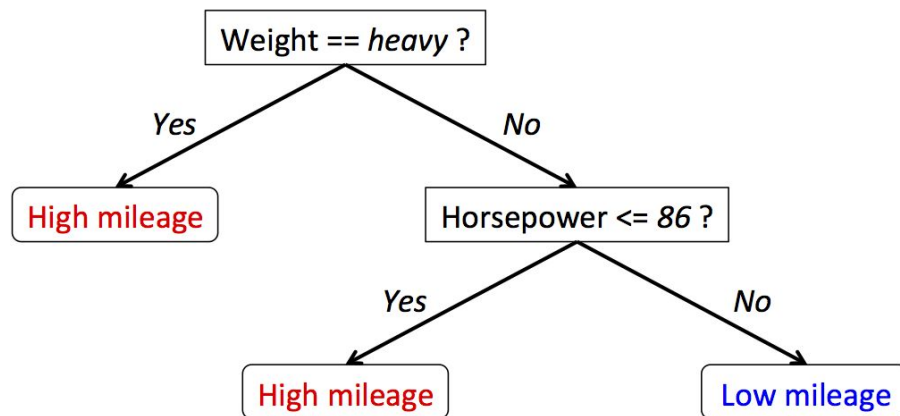 Weight == heavy ?
Yes
No
High mileage
Horsepower <= 86 ?
Yes
No
High mileage
Low mileage